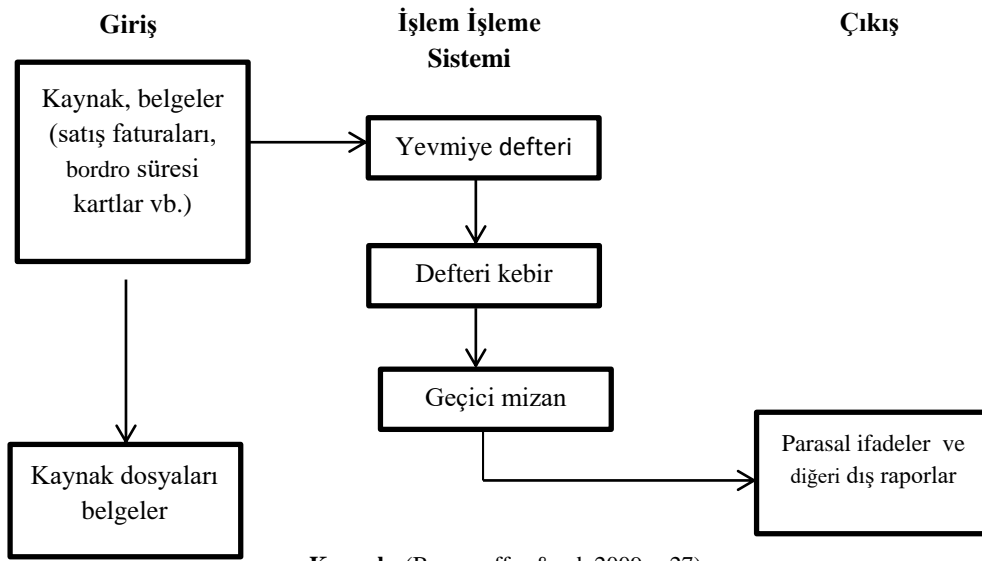 Giriş
İşlem İşleme
Sistemi
Çıkış
Kaynak, belgeler
(satış faturaları,
bordro süresi
kartlar vb.)
Yevmiye defteri
Defteri kebir
Geçici mizan
Kaynak dosyaları
belgeler
Parasal ifadeler ve
diğeri dış raporlar